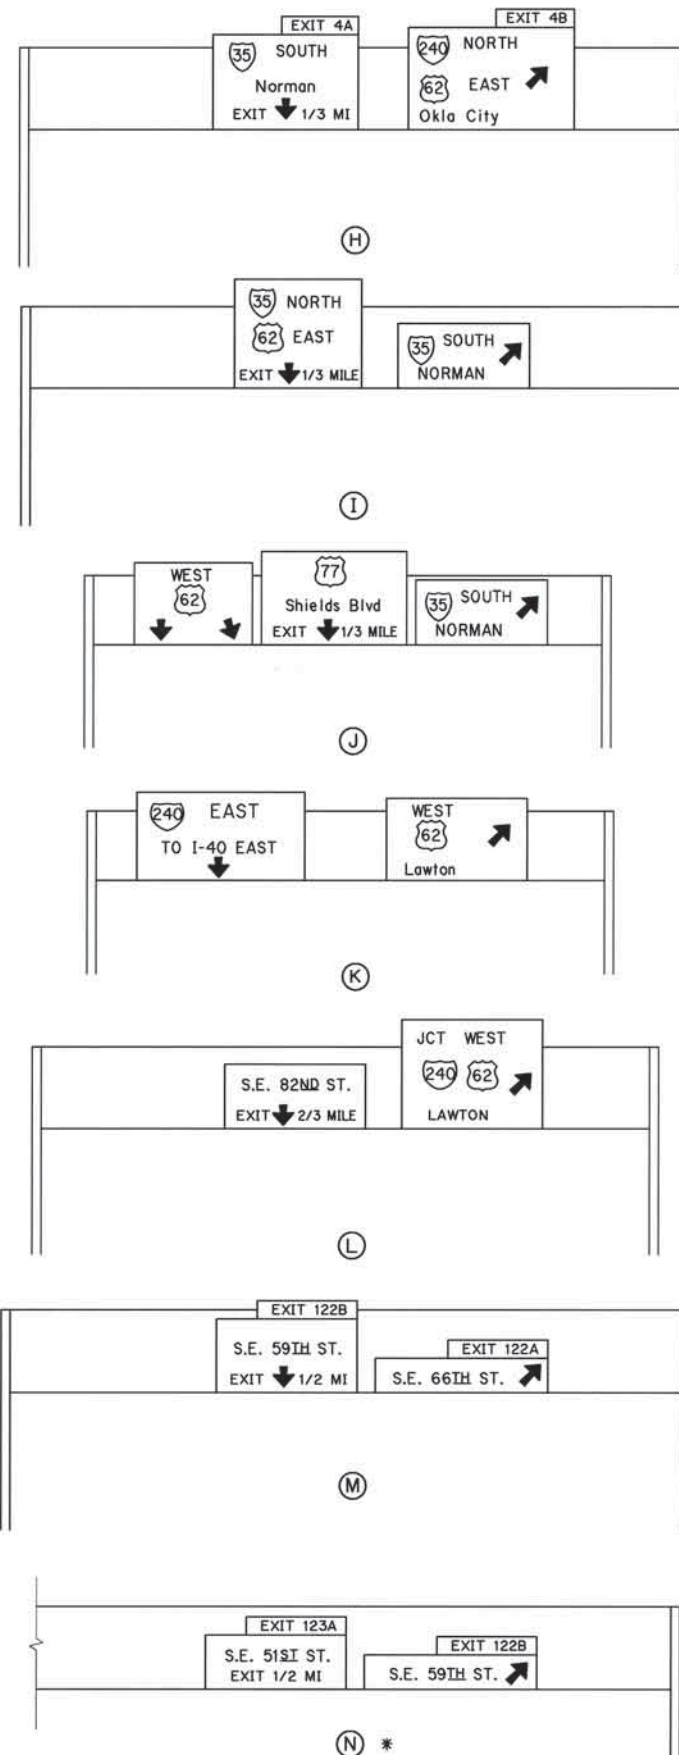 EXIT 4A
35 SOUTH
Norman
EXIT 1/3 MI
EXIT 4B
240 NORTH
62 EAST
Okla City
H
35 NORTH
62 EAST
EXIT 1/3 MILE
35 SOUTH
NORMAN
I
WEST
62
77
Shields Blvd
EXIT 1/3 MILE
35 SOUTH
NORMAN
J
240 EAST
TO I-40 EAST
WEST
62
Lawton
K
S.E. 82ND ST.
EXIT 2/3 MILE
JCT WEST
240 62
LAWTON
L
EXIT 122B
S.E. 59TH ST.
EXIT 1/2 MI
EXIT 122A
S.E. 66TH ST.
M
EXIT 123A
S.E. 51ST ST.
EXIT 1/2 MI
EXIT 122B
S.E. 59TH ST.
N *